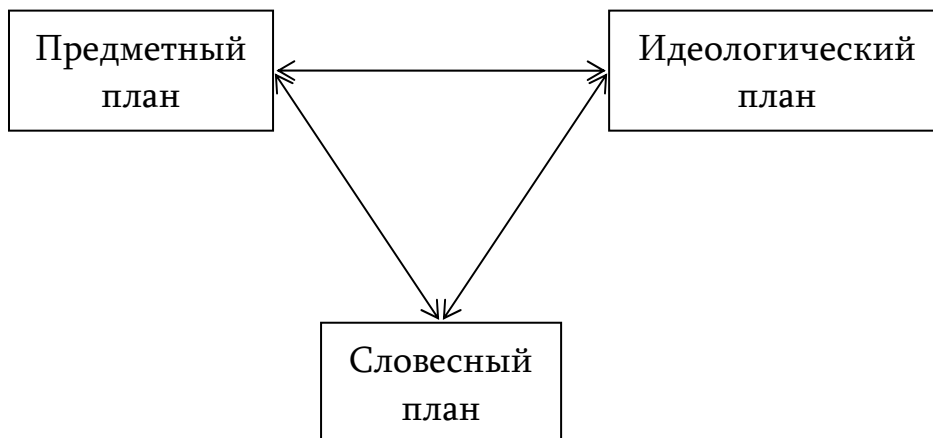 Предметный
план
Идеологический
план
Словесный
план